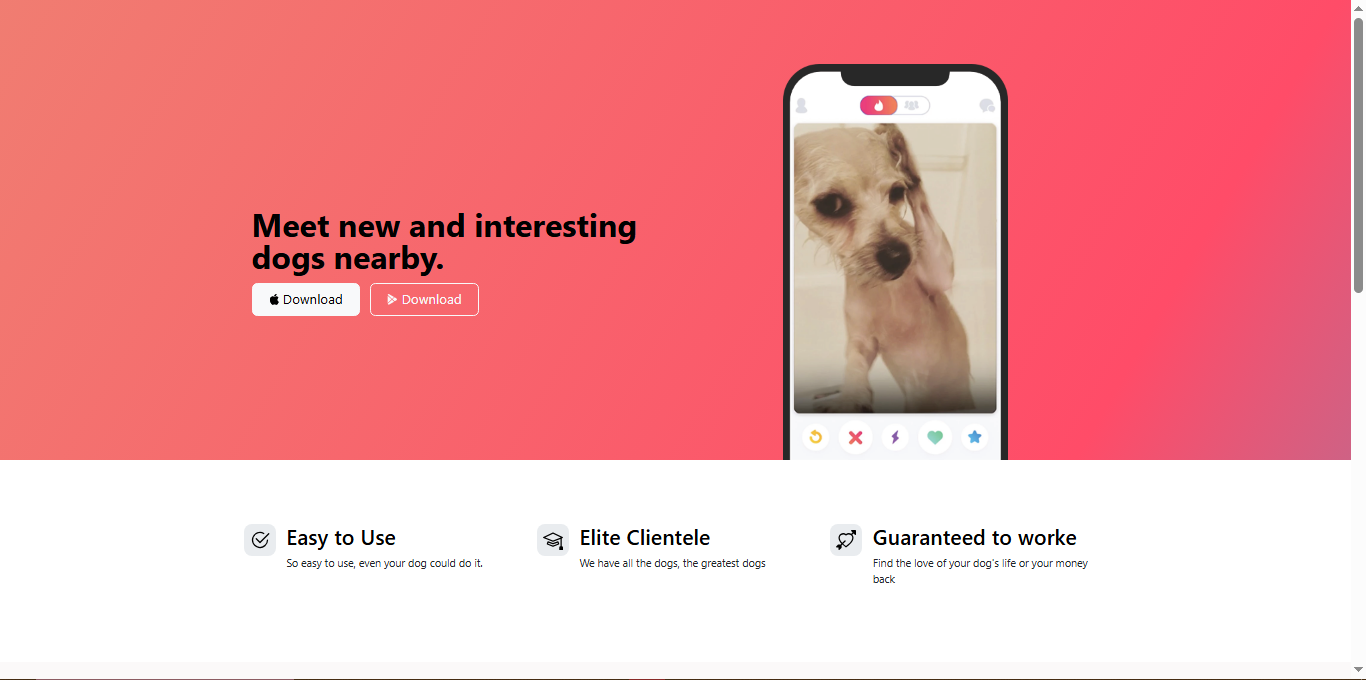 Meet new and interesting
dogs nearby.
Download
Download
Easy to Use
So easy to use, even your dog could do it.
Elite Clientele
We have all the dogs, the greatest dogs
Guaranteed to worke
Find the love of your dog's life or your money
back